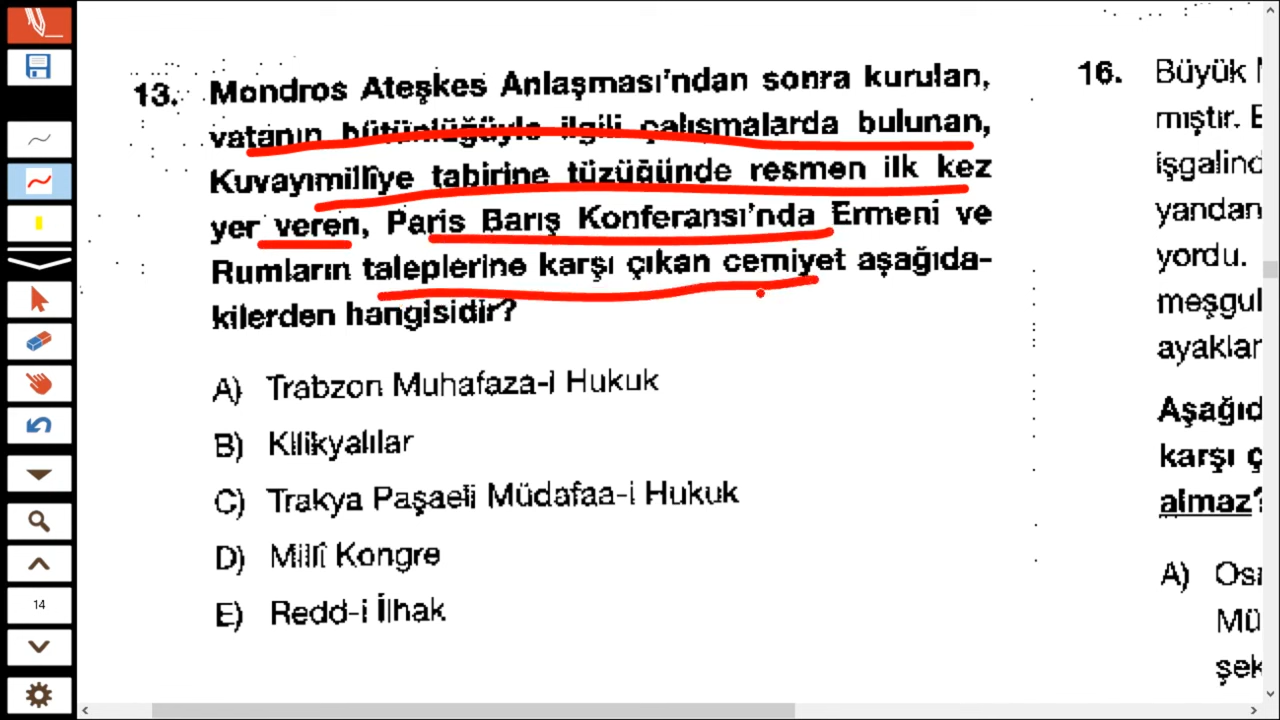 13. Mondros Ateşkes Anlaşması'ndan sonra kurulan,
vatanın bütünlüğüyle ilgili çalışmalarda bulunan,
Kuvayımillîye tabirine tüzüğünde resmen ilk kez
yer veren, Paris Barış Konferansı'nda Ermeni ve
Rumların taleplerine karşı çıkan cemiyet aşağıda-
kilerden hangisidir?
A) Trabzon Muhafaza-i Hukuk
B) Kilikyalılar
C) Trakya Paşaeli Müdafaa-i Hukuk
D) Millî Kongre
E) Redd-i İlhak
16. Büyük
mıştır.
işgalind
yandan
yordu.
meşgul
ayaklar
Aşağıd
karşı ç
almaz?
A) Osr
Mü
şek
14